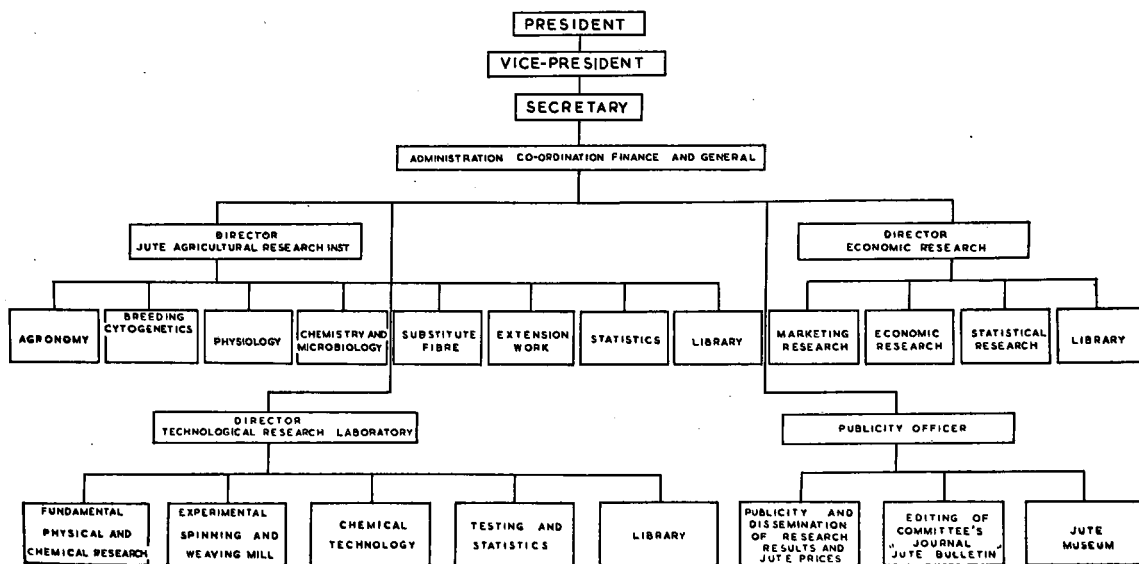 PRESIDENT
VICE-PRESIDENT
SECRETARY
ADMINISTRATION CO-ORDINATION FINANCE AND GENERAL
DIRECTOR
JUTE AGRICULTURAL RESEARCH INST
DIRECTOR
ECONOMIC RESEARCH
AGRONOMY
BREEDING
CYTOGENETICS
PHYSIOLOGY
CHEMISTRY AND
MICROBIOLOGY
SUBSTITUTE
FIBRE
EXTENSION
WORK
STATISTICS
LIBRARY
MARKETING
RESEARCH
ECONOMIC
RESEARCH
STATISTICAL
RESEARCH
LIBRARY
DIRECTOR
TECHNOLOGICAL RESEARCH LABORATORY
PUBLICITY OFFICER
FUNDAMENTAL
PHYSICAL AND
CHEMICAL RESEARCH
EXPERIMENTAL
SPINNING AND
WEAVING MILL
CHEMICAL
TECHNOLOGY
TESTING AND
STATISTICS
LIBRARY
PUBLICITY AND
DISSEMINATION
OF RESEARCH
RESULTS AND
JUTE PRICES
EDITING OF
COMMITTEE'S
JOURNAL
"JUTE BULLETIN"
JUTE
MUSEUM